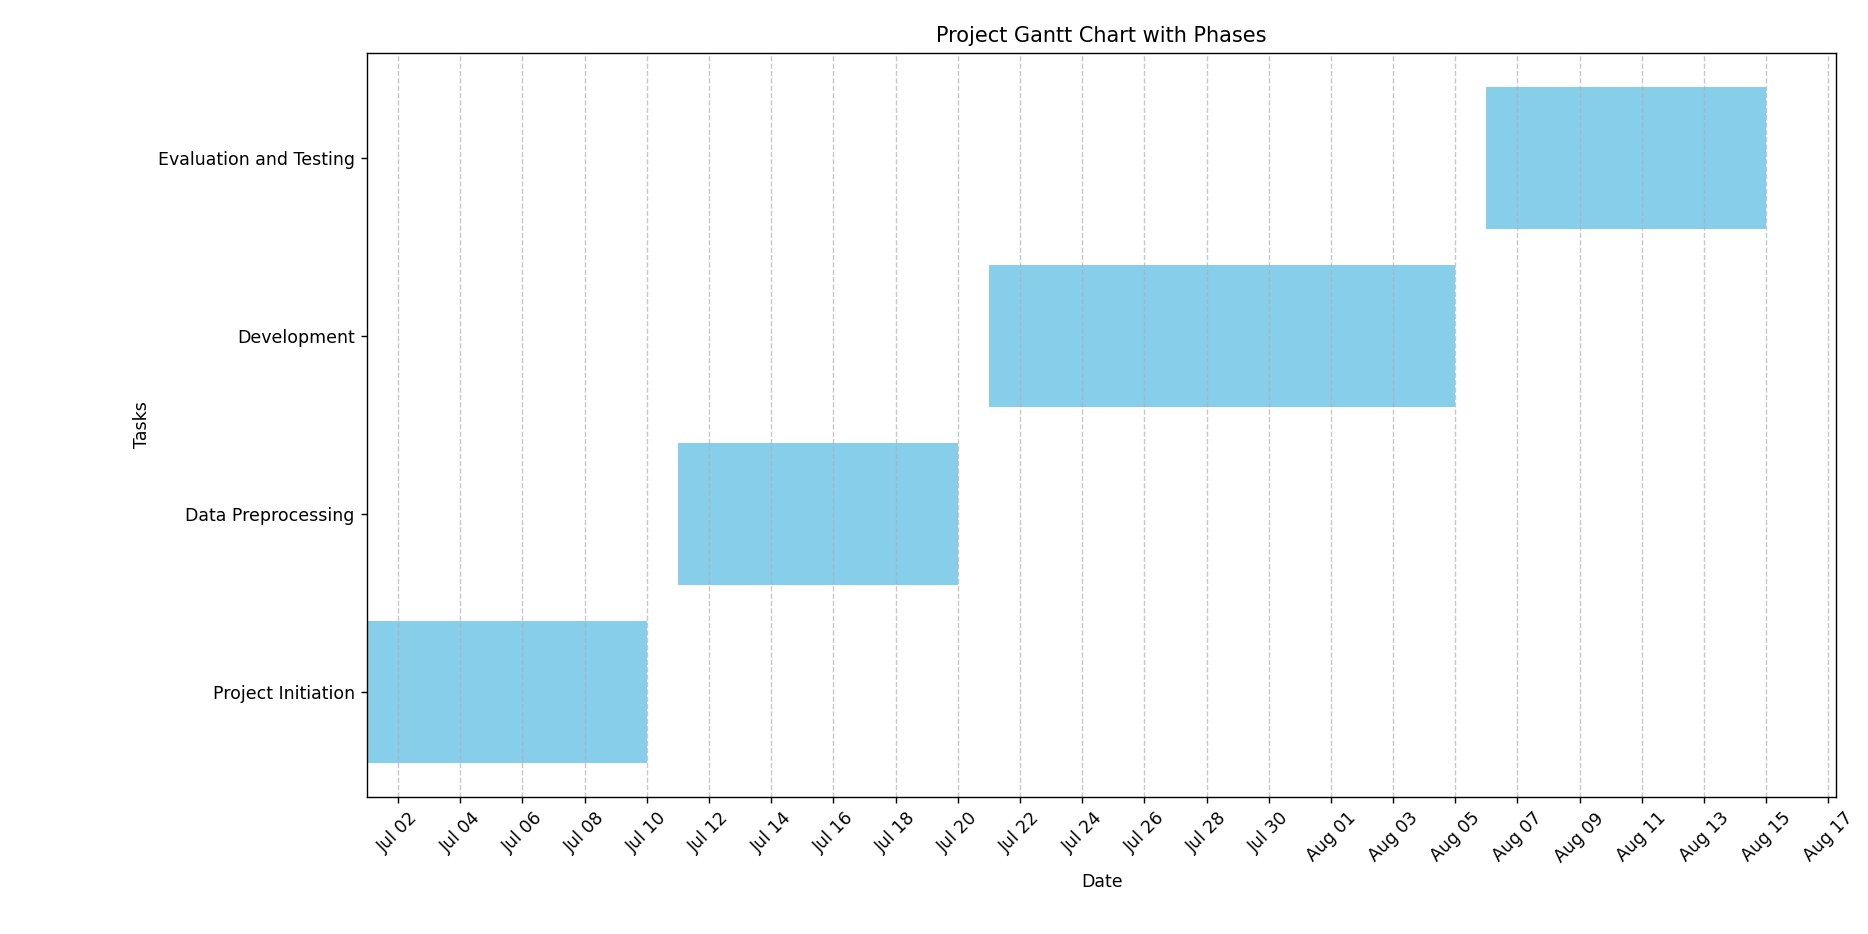 Project Gantt Chart with Phases
Evaluation and Testing
Development
Tasks
Data Preprocessing
Project Initiation
Jul 02
Jul 04
Jul 06
Jul 08
Jul 10
Jul 12
Jul 14
Jul 16
Jul 18
Jul 20
Jul 22
Jul 24
Jul 26
Jul 28
Jul 30
Aug 01
Aug 03
Aug 05
Aug 07
Aug 09
Aug 11
Aug 13
Aug 15
Aug 17
Date